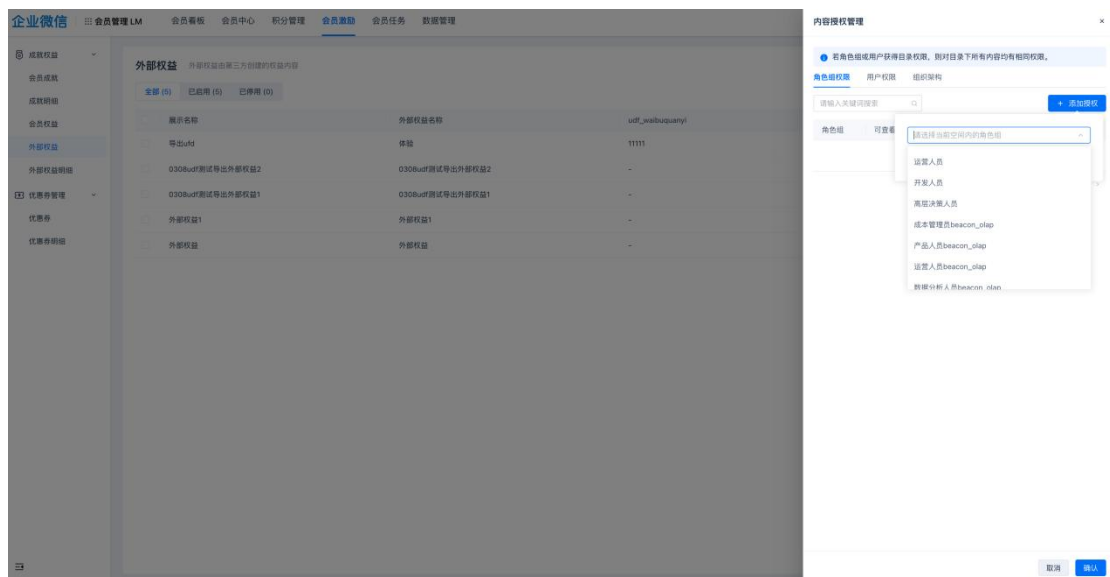 企业微信 会员管理 LM 会员看板 会员中心 积分管理 会员激励 会员任务 数据管理
成就权益
会员成就
成就明细
会员权益
外部权益
外部权益明细
优惠券管理
优惠券
优惠券明细
外部权益 外部权益由第三方创建的权益内容
全部 (5) 已启用 (5) 已停用 (0)
展示名称 外部权益名称 udf_waibuquanyi
导出ufd 体验 11111
0308udf测试导出外部权益2 0308udf测试导出外部权益2 -
0308udf测试导出外部权益1 0308udf测试导出外部权益1 -
外部权益1 外部权益1 -
外部权益 外部权益 -
内容授权管理 ×
若角色组或用户获得目录权限，则对目录下所有内容均有相同权限。
角色组权限 用户权限 组织架构
请输入关键词搜索 + 添加授权
角色组 可查看
请选择当前空间内的角色组
运营人员
开发人员
高层决策人员
成本管理员beacon_olap
产品人员beacon_olap
运营人员beacon_olap
数据分析人员beacon_olap
取消 确认